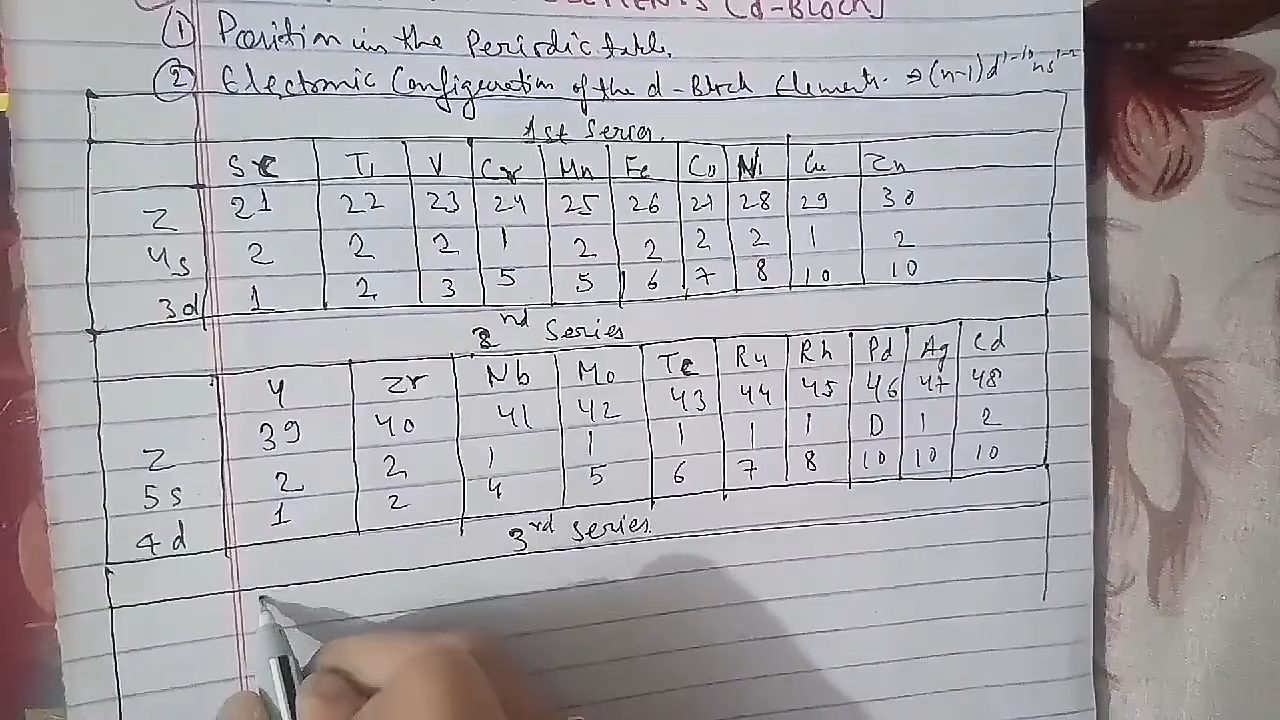 ELEMENTS (d-Block]
① Position in the Periodic table.
② Electronic Configuration of the d-Block Elements. → (n-1)d¹⁻¹⁰ns¹⁻²
1st Series.
Sc Ti V Cr Mn Fe Co Ni Cu Zn
Z 21 22 23 24 25 26 27 28 29 30
4s 2 2 2 1 2 2 2 2 1 2
3d 1 2 3 5 5 6 7 8 10 10
2nd Series
Y Zr Nb Mo Tc Ru Rh Pd Ag Cd
Z 39 40 41 42 43 44 45 46 47 48
5s 2 2 1 1 1 1 1 0 1 2
4d 1 2 4 5 6 7 8 10 10 10
3rd Series.